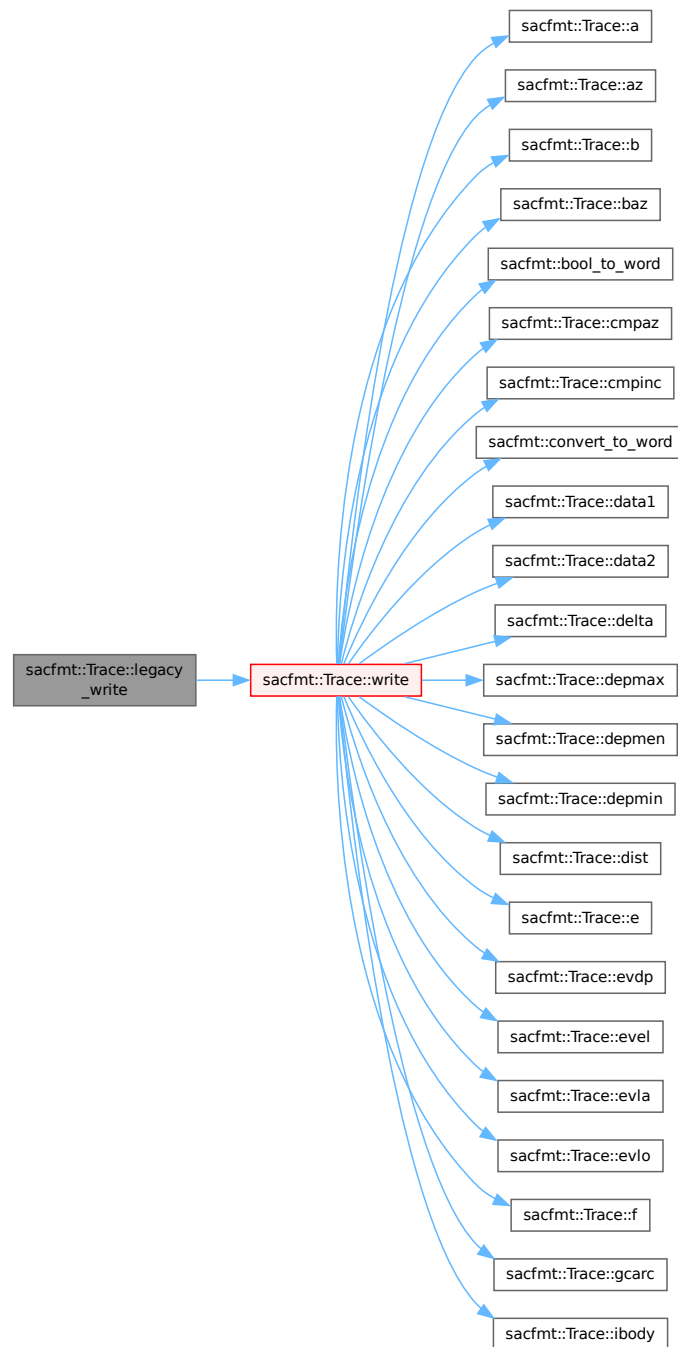 sacfmt::Trace::a
sacfmt::Trace::az
sacfmt::Trace::b
sacfmt::Trace::baz
sacfmt::bool_to_word
sacfmt::Trace::cmpaz
sacfmt::Trace::cmpinc
sacfmt::convert_to_word
sacfmt::Trace::data1
sacfmt::Trace::data2
sacfmt::Trace::delta
sacfmt::Trace::legacy
_write
sacfmt::Trace::write
sacfmt::Trace::depmax
sacfmt::Trace::depmen
sacfmt::Trace::depmin
sacfmt::Trace::dist
sacfmt::Trace::e
sacfmt::Trace::evdp
sacfmt::Trace::evel
sacfmt::Trace::evla
sacfmt::Trace::evlo
sacfmt::Trace::f
sacfmt::Trace::gcarc
sacfmt::Trace::ibody